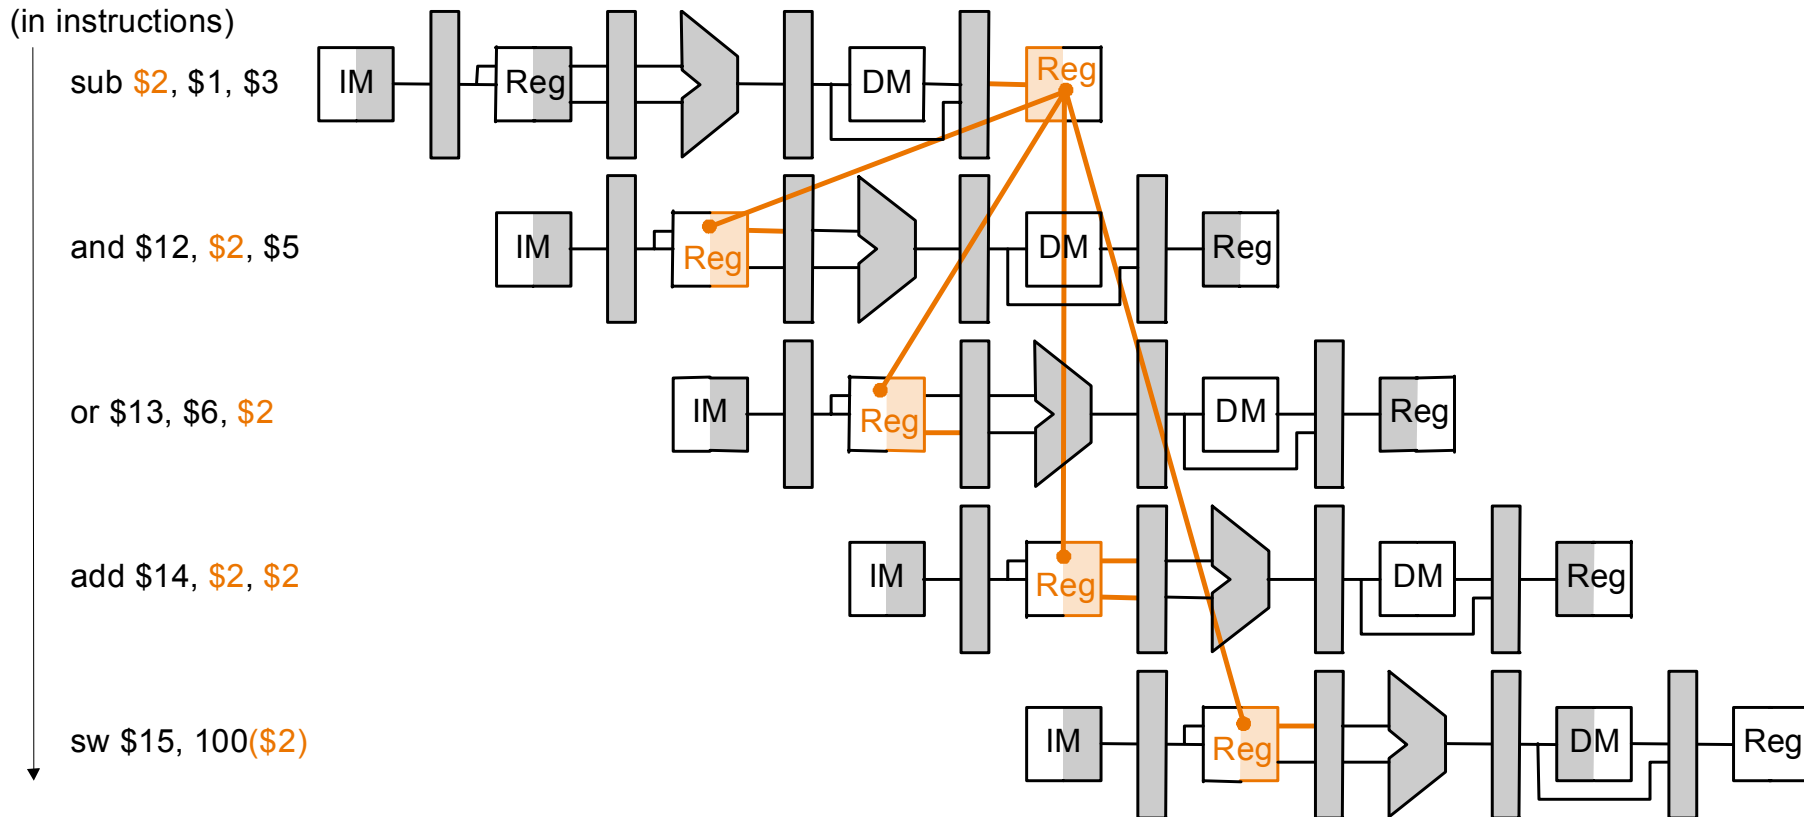 (in instructions)
sub $2, $1, $3
IM Reg DM Reg
and $12, $2, $5
IM Reg DM Reg
or $13, $6, $2
IM Reg DM Reg
add $14, $2, $2
IM Reg DM Reg
sw $15, 100($2)
IM Reg DM Reg